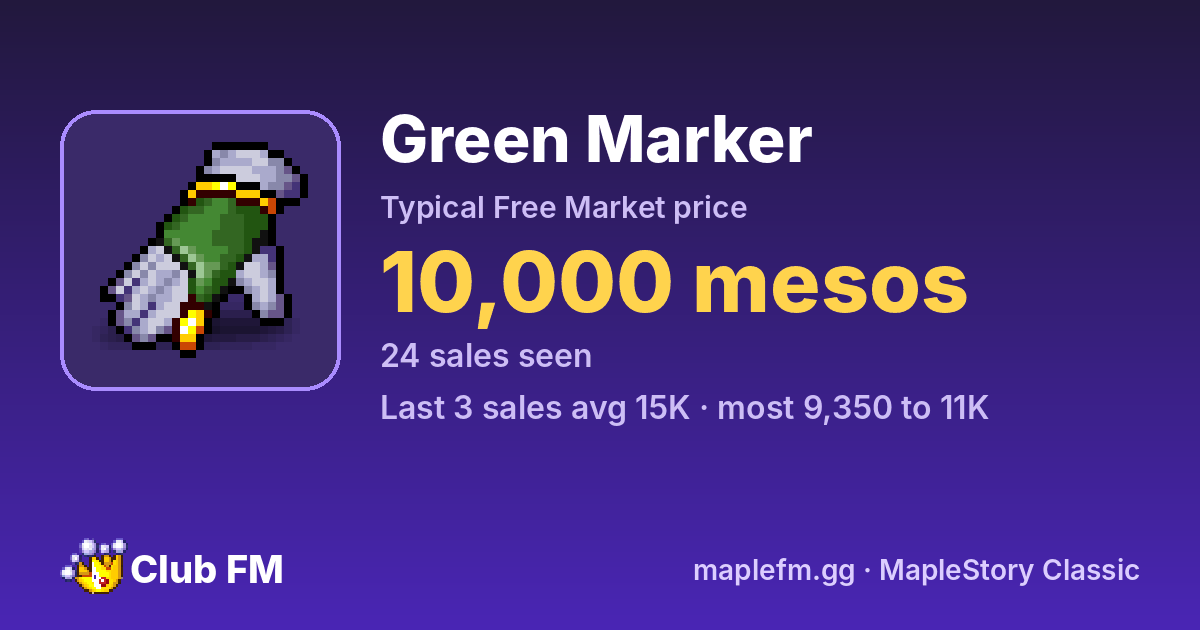 Green Marker
Typical Free Market price
10,000 mesos
24 sales seen
Last 3 sales avg 15K · most 9,350 to 11K
Club FM
maplefm.gg · MapleStory Classic